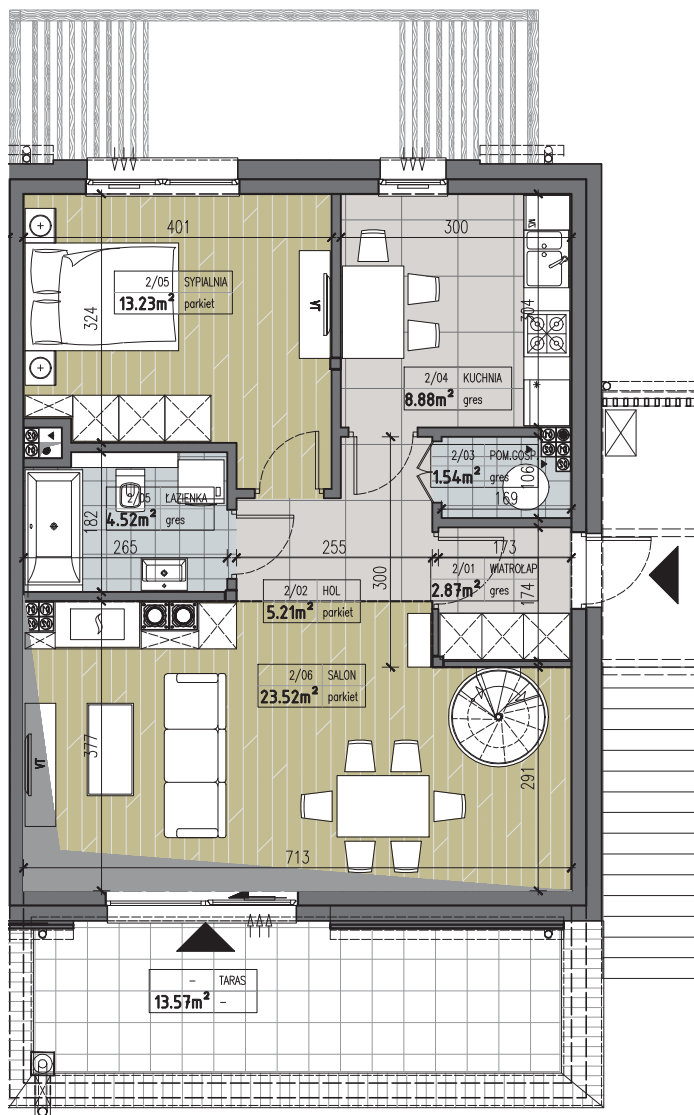 401
300
MZ
2/05 SYPIALNIA
13.23m² parkiet
324
VT
304
2/04 KUCHNIA
8.88m² gres
2/03 POM.GOSP.
1.54m² gres
106
169
2/05 ŁAZIENKA
4.52m² gres
182
265
255
173
2/01 WIATROŁAP
2.87m² gres
300
174
2/02 HOL
5.21m² parkiet
2/06 SALON
23.52m² parkiet
377
VT
291
713
- TARAS
13.57m² -